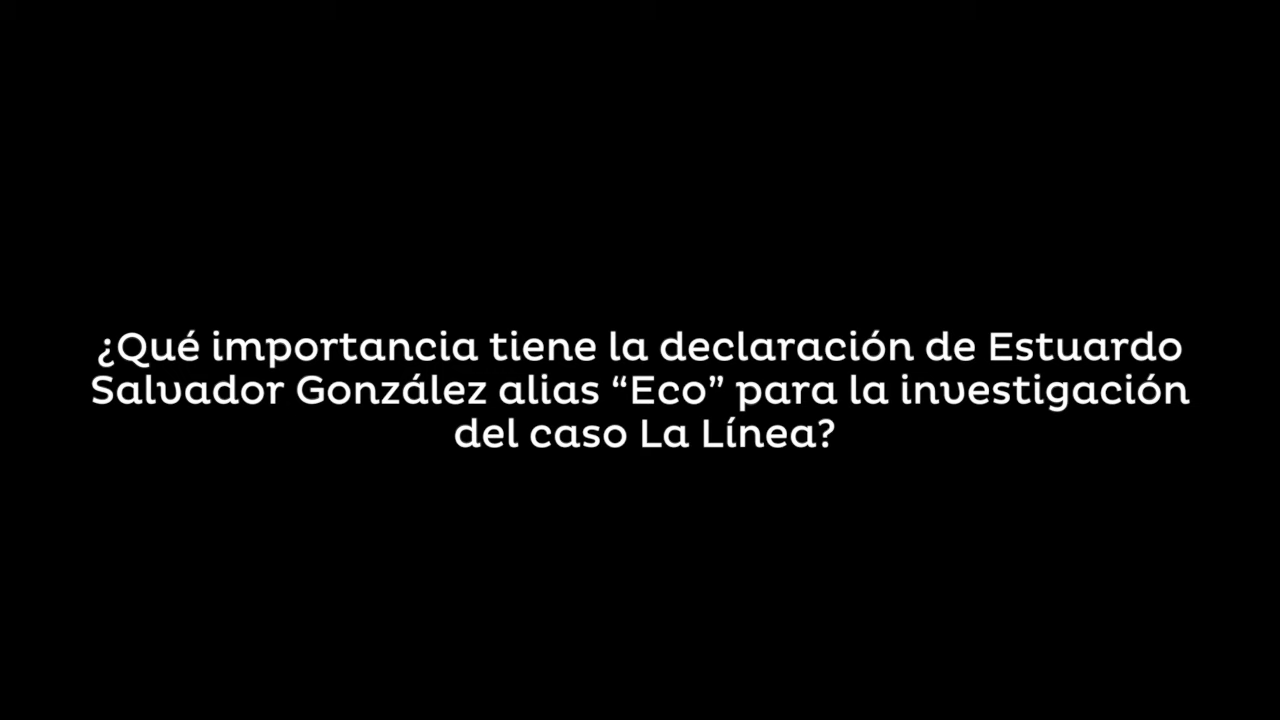 ¿Qué importancia tiene la declaración de Estuardo
Salvador González alias “Eco” para la investigación
del caso La Línea?